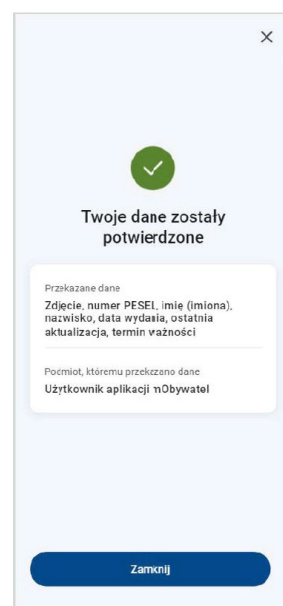 Twoje dane zostały
potwierdzone
Przekazane dane
Zdjęcie, numer PESEL, imię (imiona),
nazwisko, data wydania, ostatnia
aktualizacja, termin ważności
Podmiot, któremu przekazano dane
Użytkownik aplikacji mObywatel
Zamknij